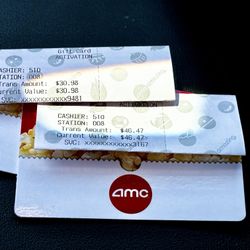 Gift Card
ACTIVATION
CASHIER: 510
STATION: 008
Trans Amount: $30.98
Current Value: $30.98
SVC: xxxxxxxxxxxx9481
ACTIVATION
CASHIER: 510
STATION: 008
Trans Amount: $46.47
Current Value: $46.47
SVC: xxxxxxxxxxxx3167
amc